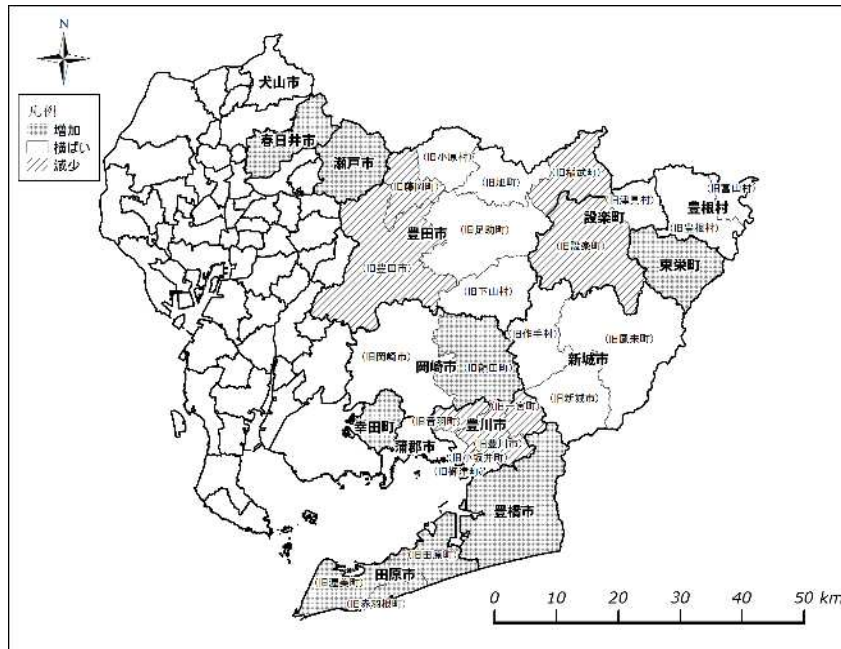 N
犬山市
凡例
増加
横ばい
減少
春日井市
瀬戸市
(旧小原村)
(旧旭町)
(旧稲武町)
(旧藤岡町)
(旧津具村)
(旧富山村)
豊根村
設楽町
(旧豊根村)
豊田市
(旧足助町)
(旧設楽町)
東栄町
(旧豊田市)
(旧下山村)
(旧作手村)
(旧鳳来町)
(旧岡崎市)
岡崎市
(旧額田町)
新城市
(旧新城市)
(旧一宮町)
幸田町
(旧音羽町)
豊川市
蒲郡市
(旧豊川市)
(旧小坂井町)
(旧御津町)
豊橋市
(旧田原町)
田原市
(旧渥美町)
(旧赤羽根町)
0 10 20 30 40 50 km